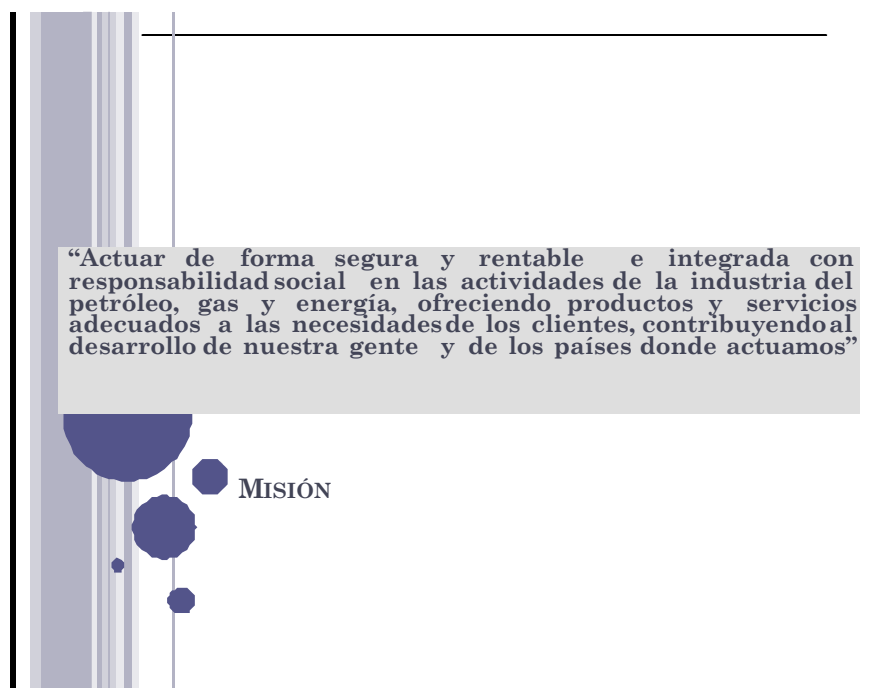 “Actuar de forma segura y rentable e integrada con
responsabilidad social en las actividades de la industria del
petróleo, gas y energía, ofreciendo productos y servicios
adecuados a las necesidades de los clientes, contribuyendo al
desarrollo de nuestra gente y de los países donde actuamos”
MISIÓN